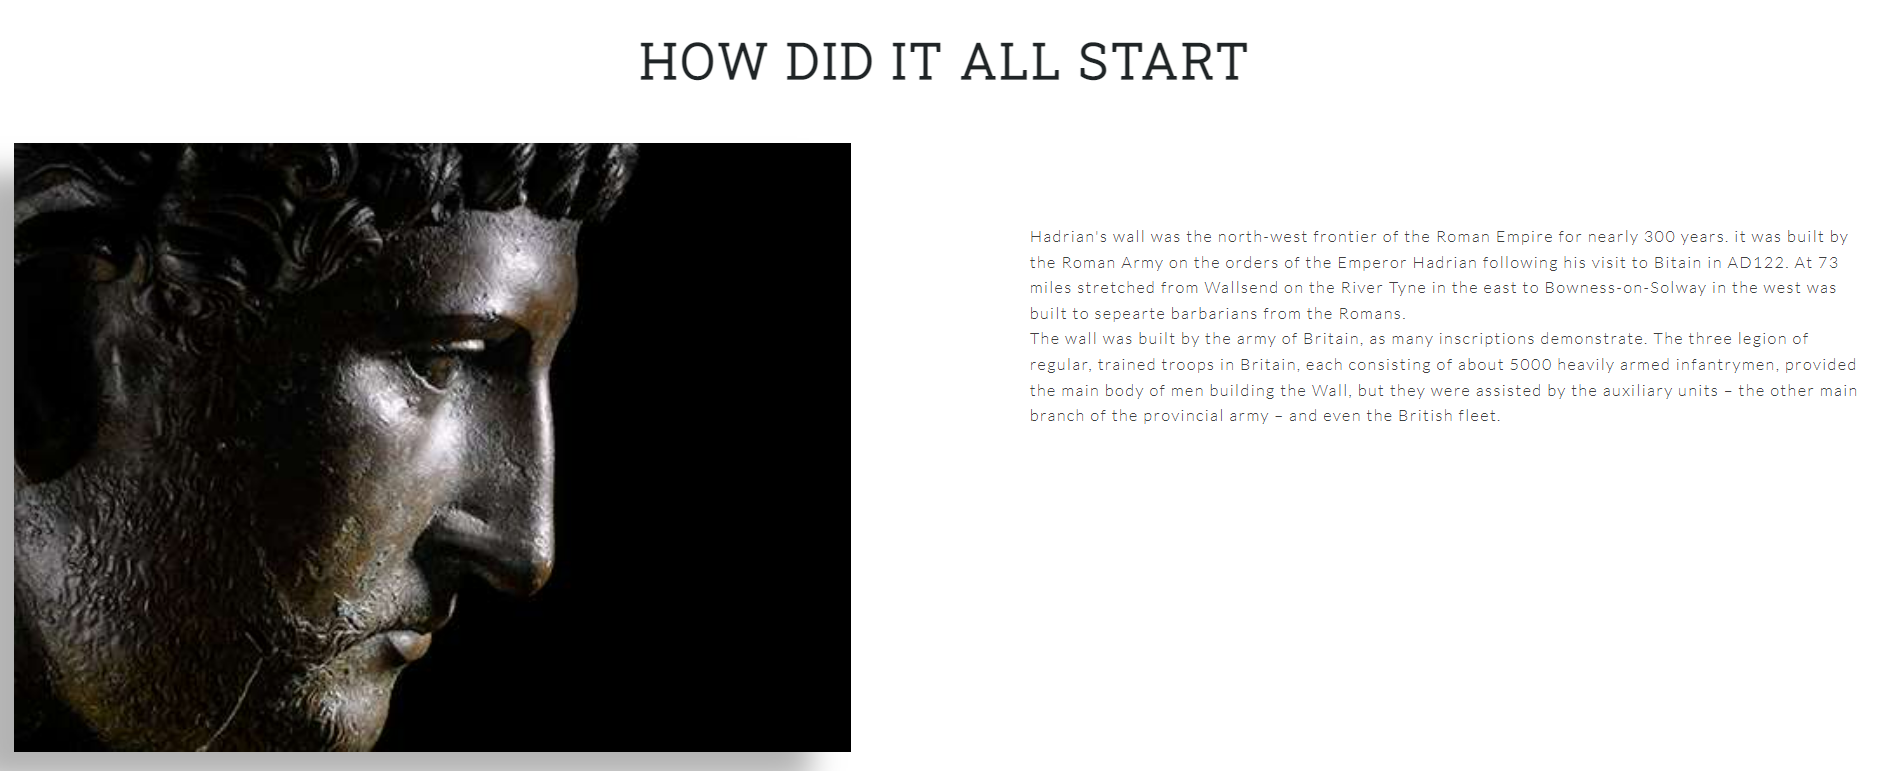 HOW DID IT ALL START
Hadrian's wall was the north-west frontier of the Roman Empire for nearly 300 years. it was built by
the Roman Army on the orders of the Emperor Hadrian following his visit to Bitain in AD122. At 73
miles stretched from Wallsend on the River Tyne in the east to Bowness-on-Solway in the west was
built to sepearte barbarians from the Romans.
The wall was built by the army of Britain, as many inscriptions demonstrate. The three legion of
regular, trained troops in Britain, each consisting of about 5000 heavily armed infantrymen, provided
the main body of men building the Wall, but they were assisted by the auxiliary units – the other main
branch of the provincial army – and even the British fleet.